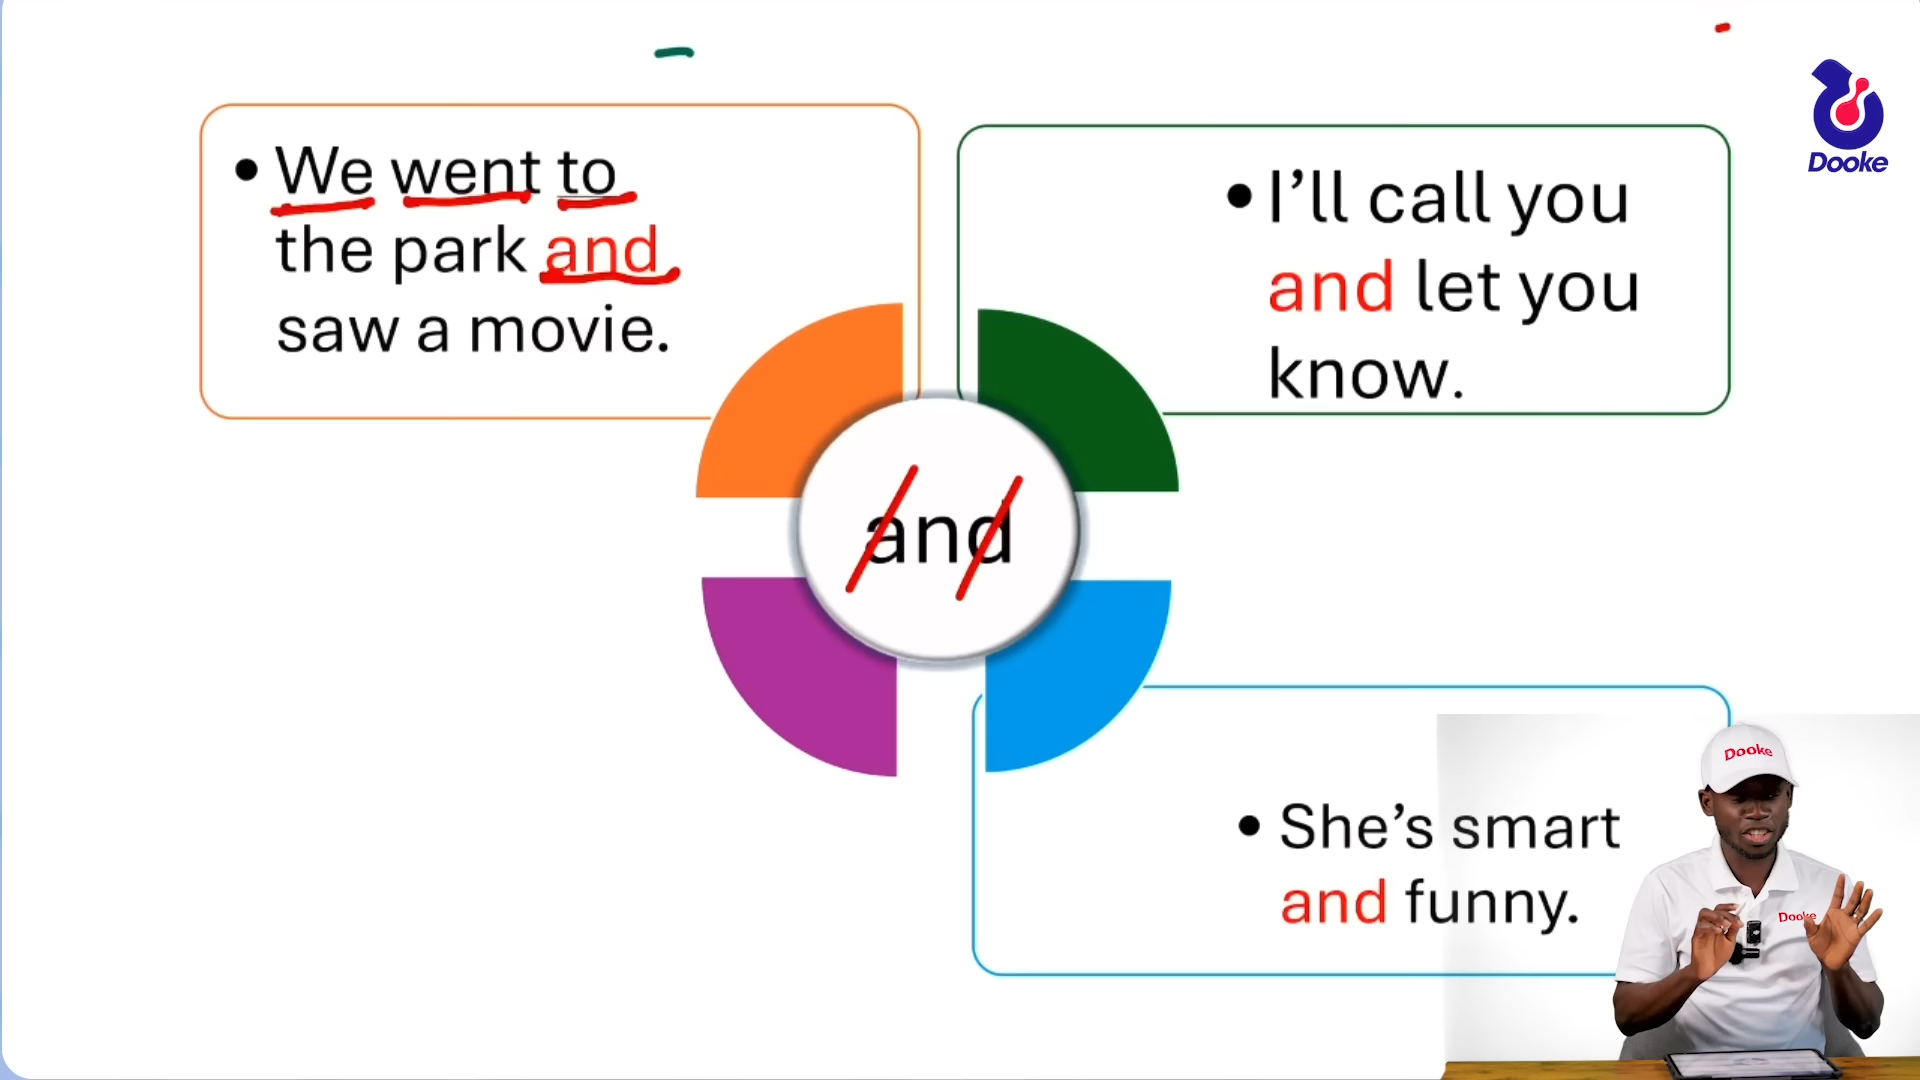 • We went to
the park and
saw a movie.
• I’ll call you
and let you
know.
Dooke
and
• She’s smart
and funny.
Dooke
Dooke